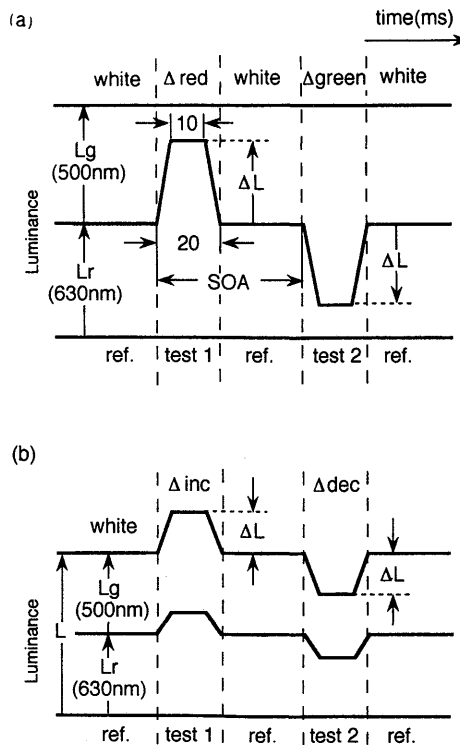 (a)
time(ms)
white Δ red white Δgreen white
10
Lg
(500nm)
ΔL
Luminance
20
Lr
(630nm)
SOA
ΔL
ref. test 1 ref. test 2 ref.
(b)
Δ inc Δ dec
white
ΔL
ΔL
Lg
(500nm)
L
Luminance
Lr
(630nm)
ref. test 1 ref. test 2 ref.